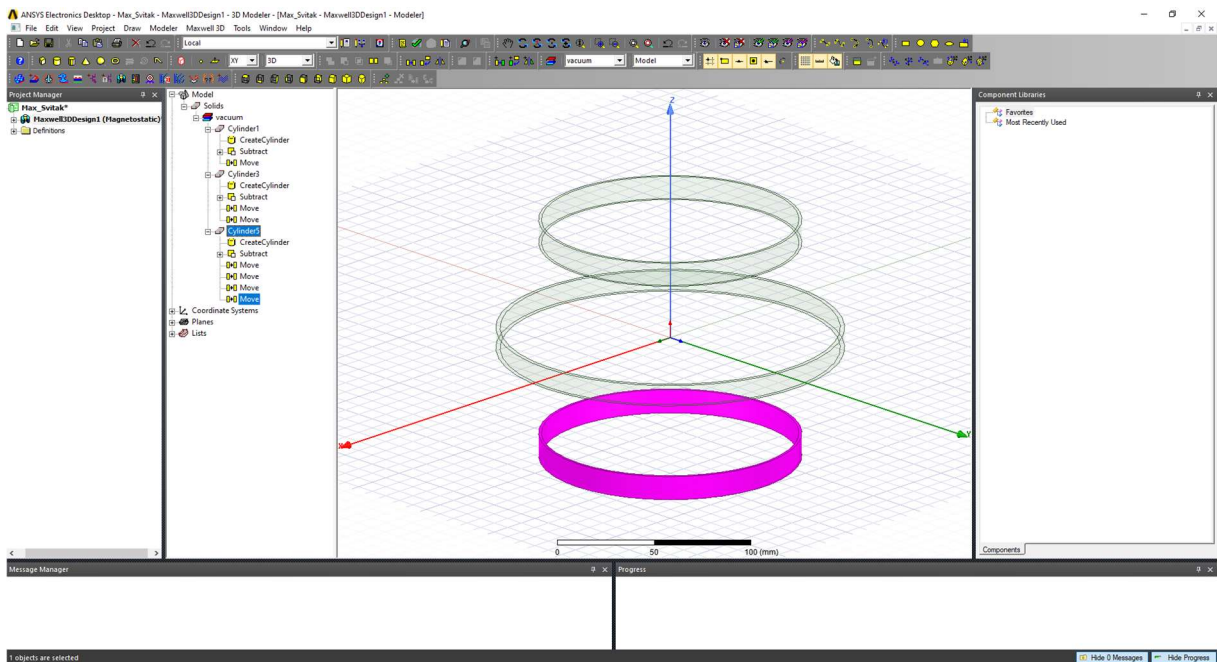 ANSYS Electronics Desktop - Max_Svitak - Maxwell3DDesign1 - 3D Modeler - [Max_Svitak - Maxwell3DDesign1 - Modeler]
File Edit View Project Draw Modeler Maxwell 3D Tools Window Help
Local
XY 3D vacuum Model
Project Manager
Max_Svitak*
Maxwell3DDesign1 (Magnetostatic)*
Definitions
Model
Solids
vacuum
Cylinder1
CreateCylinder
Subtract
Move
Cylinder3
CreateCylinder
Subtract
Move
Move
Cylinder5
CreateCylinder
Subtract
Move
Move
Move
Move
Coordinate Systems
Planes
Lists
Z
X
Y
0 50 100 (mm)
Component Libraries
Favorites
Most Recently Used
Components
Message Manager
Progress
1 objects are selected
Hide 0 Messages Hide Progress